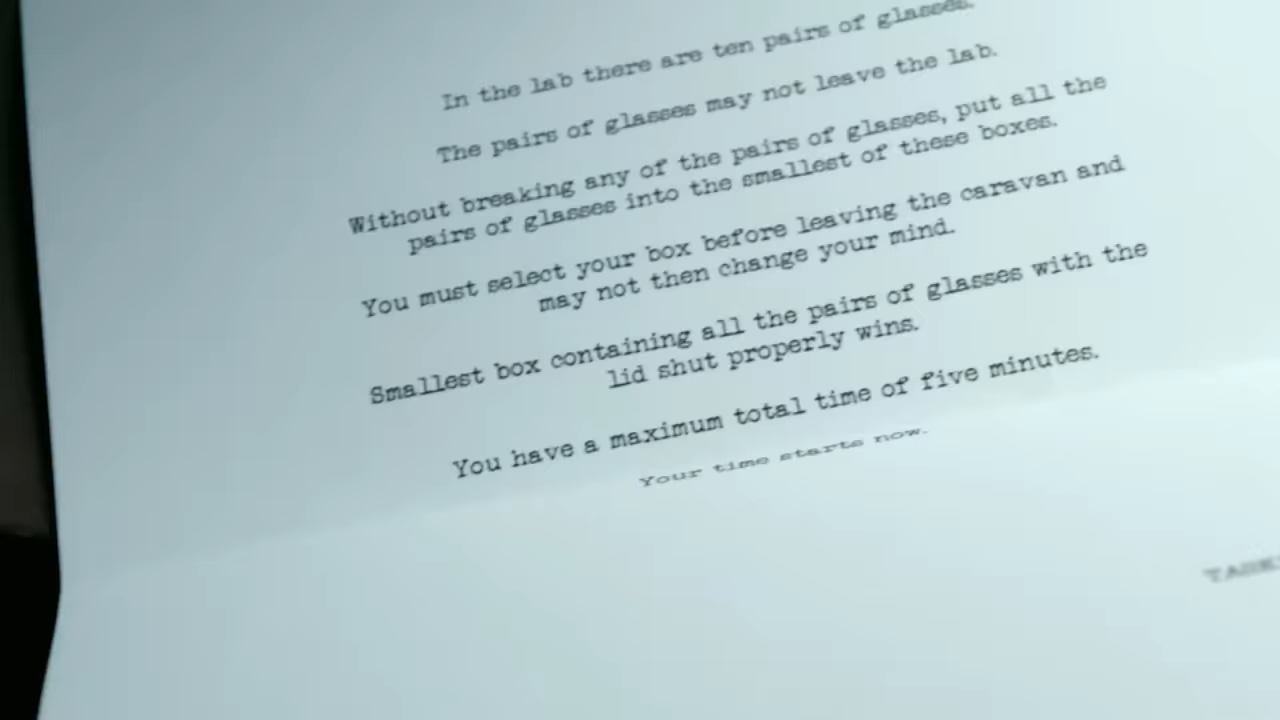 In the lab there are ten pairs of glasses.
The pairs of glasses may not leave the lab.
Without breaking any of the pairs of glasses, put all the
pairs of glasses into the smallest of these boxes.
You must select your box before leaving the caravan and
may not then change your mind.
Smallest box containing all the pairs of glasses with the
lid shut properly wins.
You have a maximum total time of five minutes.
Your time starts now.